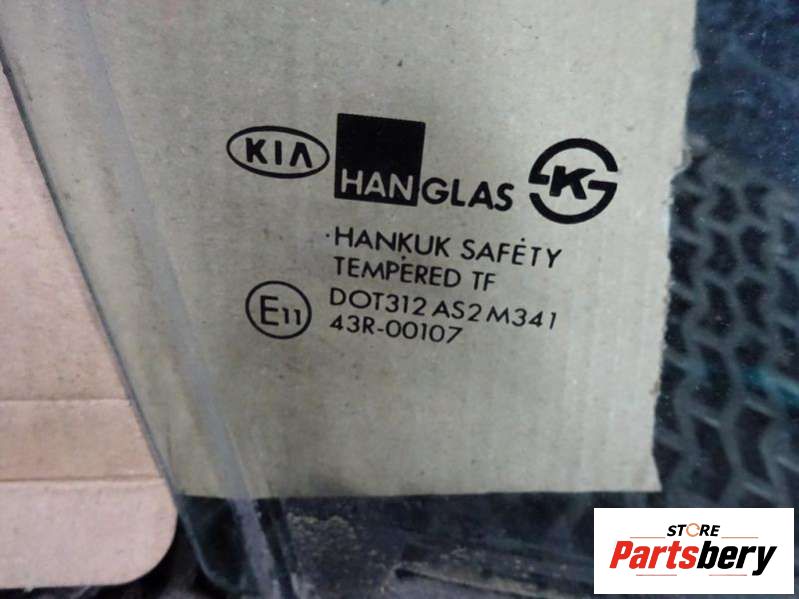 KIA
HANGLAS
K
HANKUK SAFETY
TEMPERED TF
E11
DOT312 AS2 M341
43R-00107
STORE
Partsbery